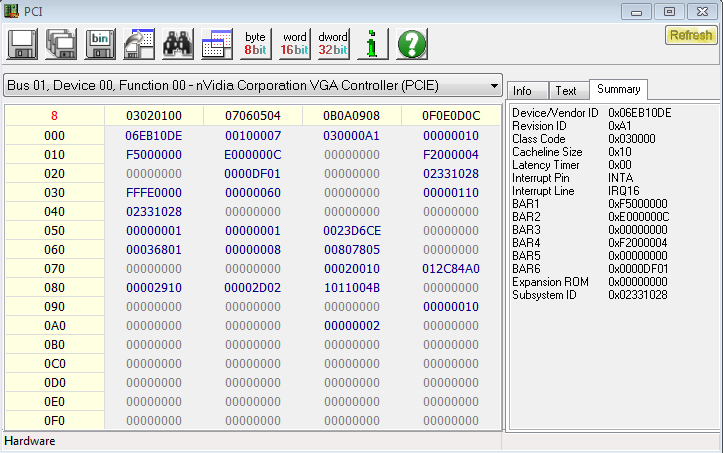 PCI
bin
byte
8bit
word
16bit
dword
32bit
i
?
Refresh
Bus 01, Device 00, Function 00 - nVidia Corporation VGA Controller (PCIE)
8 03020100 07060504 0B0A0908 0F0E0D0C
000 06EB10DE 00100007 030000A1 00000010
010 F5000000 E000000C 00000000 F2000004
020 00000000 0000DF01 00000000 02331028
030 FFFE0000 00000060 00000000 00000110
040 02331028 00000000 00000000 00000000
050 00000001 00000001 0023D6CE 00000000
060 00036801 00000008 00807805 00000000
070 00000000 00000000 00020010 012C84A0
080 00002910 00002D02 1011004B 00000000
090 00000000 00000000 00000000 00000010
0A0 00000000 00000000 00000002 00000000
0B0 00000000 00000000 00000000 00000000
0C0 00000000 00000000 00000000 00000000
0D0 00000000 00000000 00000000 00000000
0E0 00000000 00000000 00000000 00000000
0F0 00000000 00000000 00000000 00000000
Info Text Summary
Device/Vendor ID 0x06EB10DE
Revision ID 0xA1
Class Code 0x030000
Cacheline Size 0x10
Latency Timer 0x00
Interrupt Pin INTA
Interrupt Line IRQ16
BAR1 0xF5000000
BAR2 0xE000000C
BAR3 0x00000000
BAR4 0xF2000004
BAR5 0x00000000
BAR6 0x0000DF01
Expansion ROM 0x00000000
Subsystem ID 0x02331028
Hardware